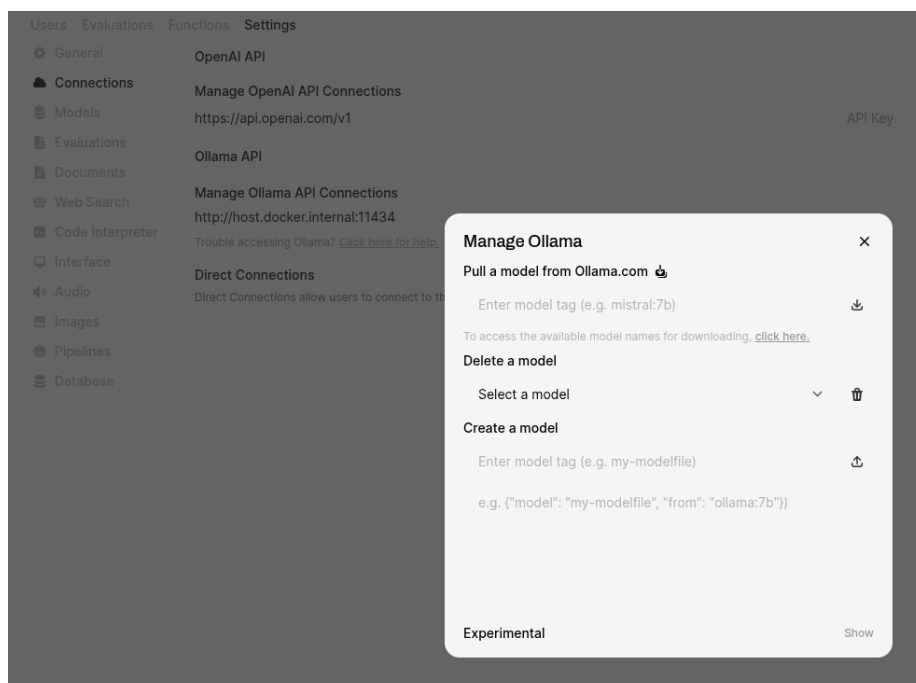 Users Evaluations Functions Settings
General
Connections
Models
Evaluations
Documents
Web Search
Code Interpreter
Interface
Audio
Images
Pipelines
Database
OpenAI API
Manage OpenAI API Connections
https://api.openai.com/v1 API Key
Ollama API
Manage Ollama API Connections
http://host.docker.internal:11434
Trouble accessing Ollama? Click here for help.
Direct Connections
Direct Connections allow users to connect to th
Manage Ollama
Pull a model from Ollama.com
Enter model tag (e.g. mistral:7b)
To access the available model names for downloading, click here.
Delete a model
Select a model
Create a model
Enter model tag (e.g. my-modelfile)
e.g. {"model": "my-modelfile", "from": "ollama:7b"})
Experimental Show